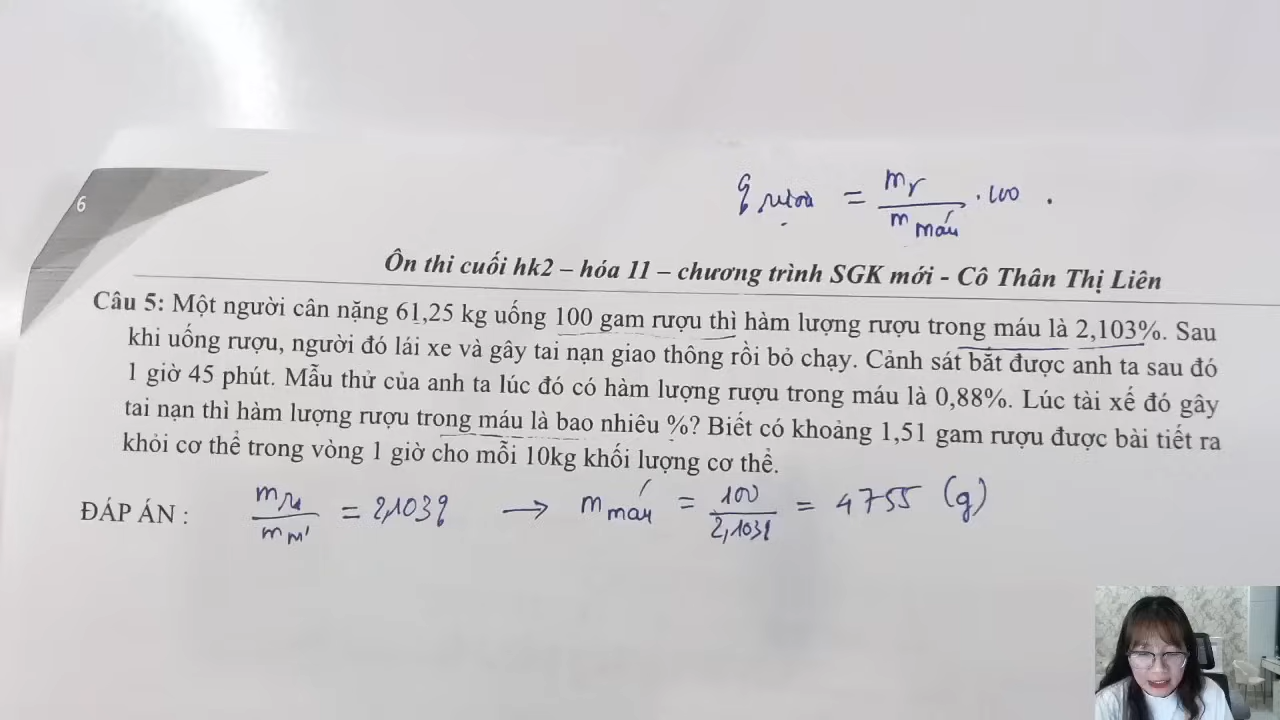 % rượu = mr / m máu . 100 .
6
Ôn thi cuối hk2 – hóa 11 – chương trình SGK mới - Cô Thân Thị Liên
Câu 5: Một người cân nặng 61,25 kg uống 100 gam rượu thì hàm lượng rượu trong máu là 2,103%. Sau
khi uống rượu, người đó lái xe và gây tai nạn giao thông rồi bỏ chạy. Cảnh sát bắt được anh ta sau đó
1 giờ 45 phút. Mẫu thử của anh ta lúc đó có hàm lượng rượu trong máu là 0,88%. Lúc tài xế đó gây
tai nạn thì hàm lượng rượu trong máu là bao nhiêu %? Biết có khoảng 1,51 gam rượu được bài tiết ra
khỏi cơ thể trong vòng 1 giờ cho mỗi 10kg khối lượng cơ thể.
ĐÁP ÁN : = 2,103% → m máu = 100 / 2,103% = 4755 (g)